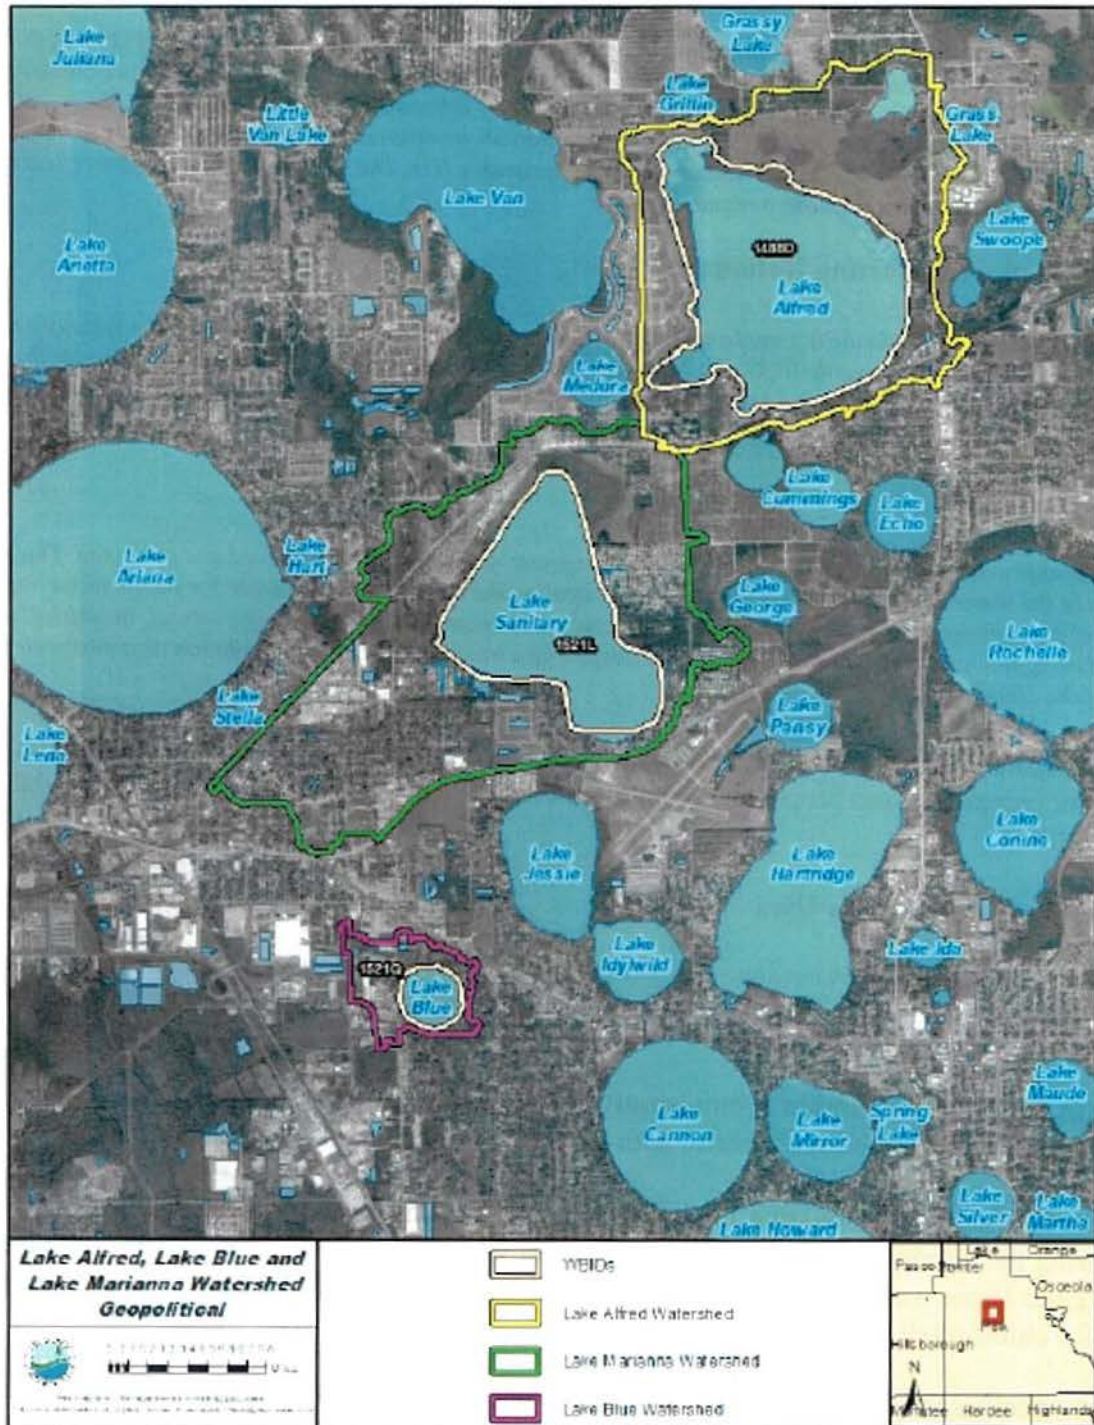 Lake
Juliana
Grassy
Lake
Little
Van Lake
Lake
Griffin
Grass
Lake
Lake Van
Lake
Swoope
Lake
Arietta
1488D
Lake
Alfred
Lake
Medora
Lake
Cummings
Lake
Echo
Lake
Ariana
Lake
Hart
Lake
George
Lake
Sanitary
1521L
Lake
Rochelle
Lake
Stella
Lake
Pansy
Lake
Lena
Lake
Conine
Lake
Jessie
Lake
Hartridge
Lake
Idylwild
Lake Ida
1521Q
Lake
Blue
Lake
Maude
Lake
Cannon
Lake
Mirror
Spring
Lake
Lake
Silver
Lake
Martha
Lake Howard
Lake Alfred, Lake Blue and
Lake Marianna Watershed
Geopolitical
WBIDs
Lake Alfred Watershed
Lake Marianna Watershed
Lake Blue Watershed
Lake
Orange
Pasco
Osceola
Polk
Hillsborough
N
Manatee
Hardee
Highlands